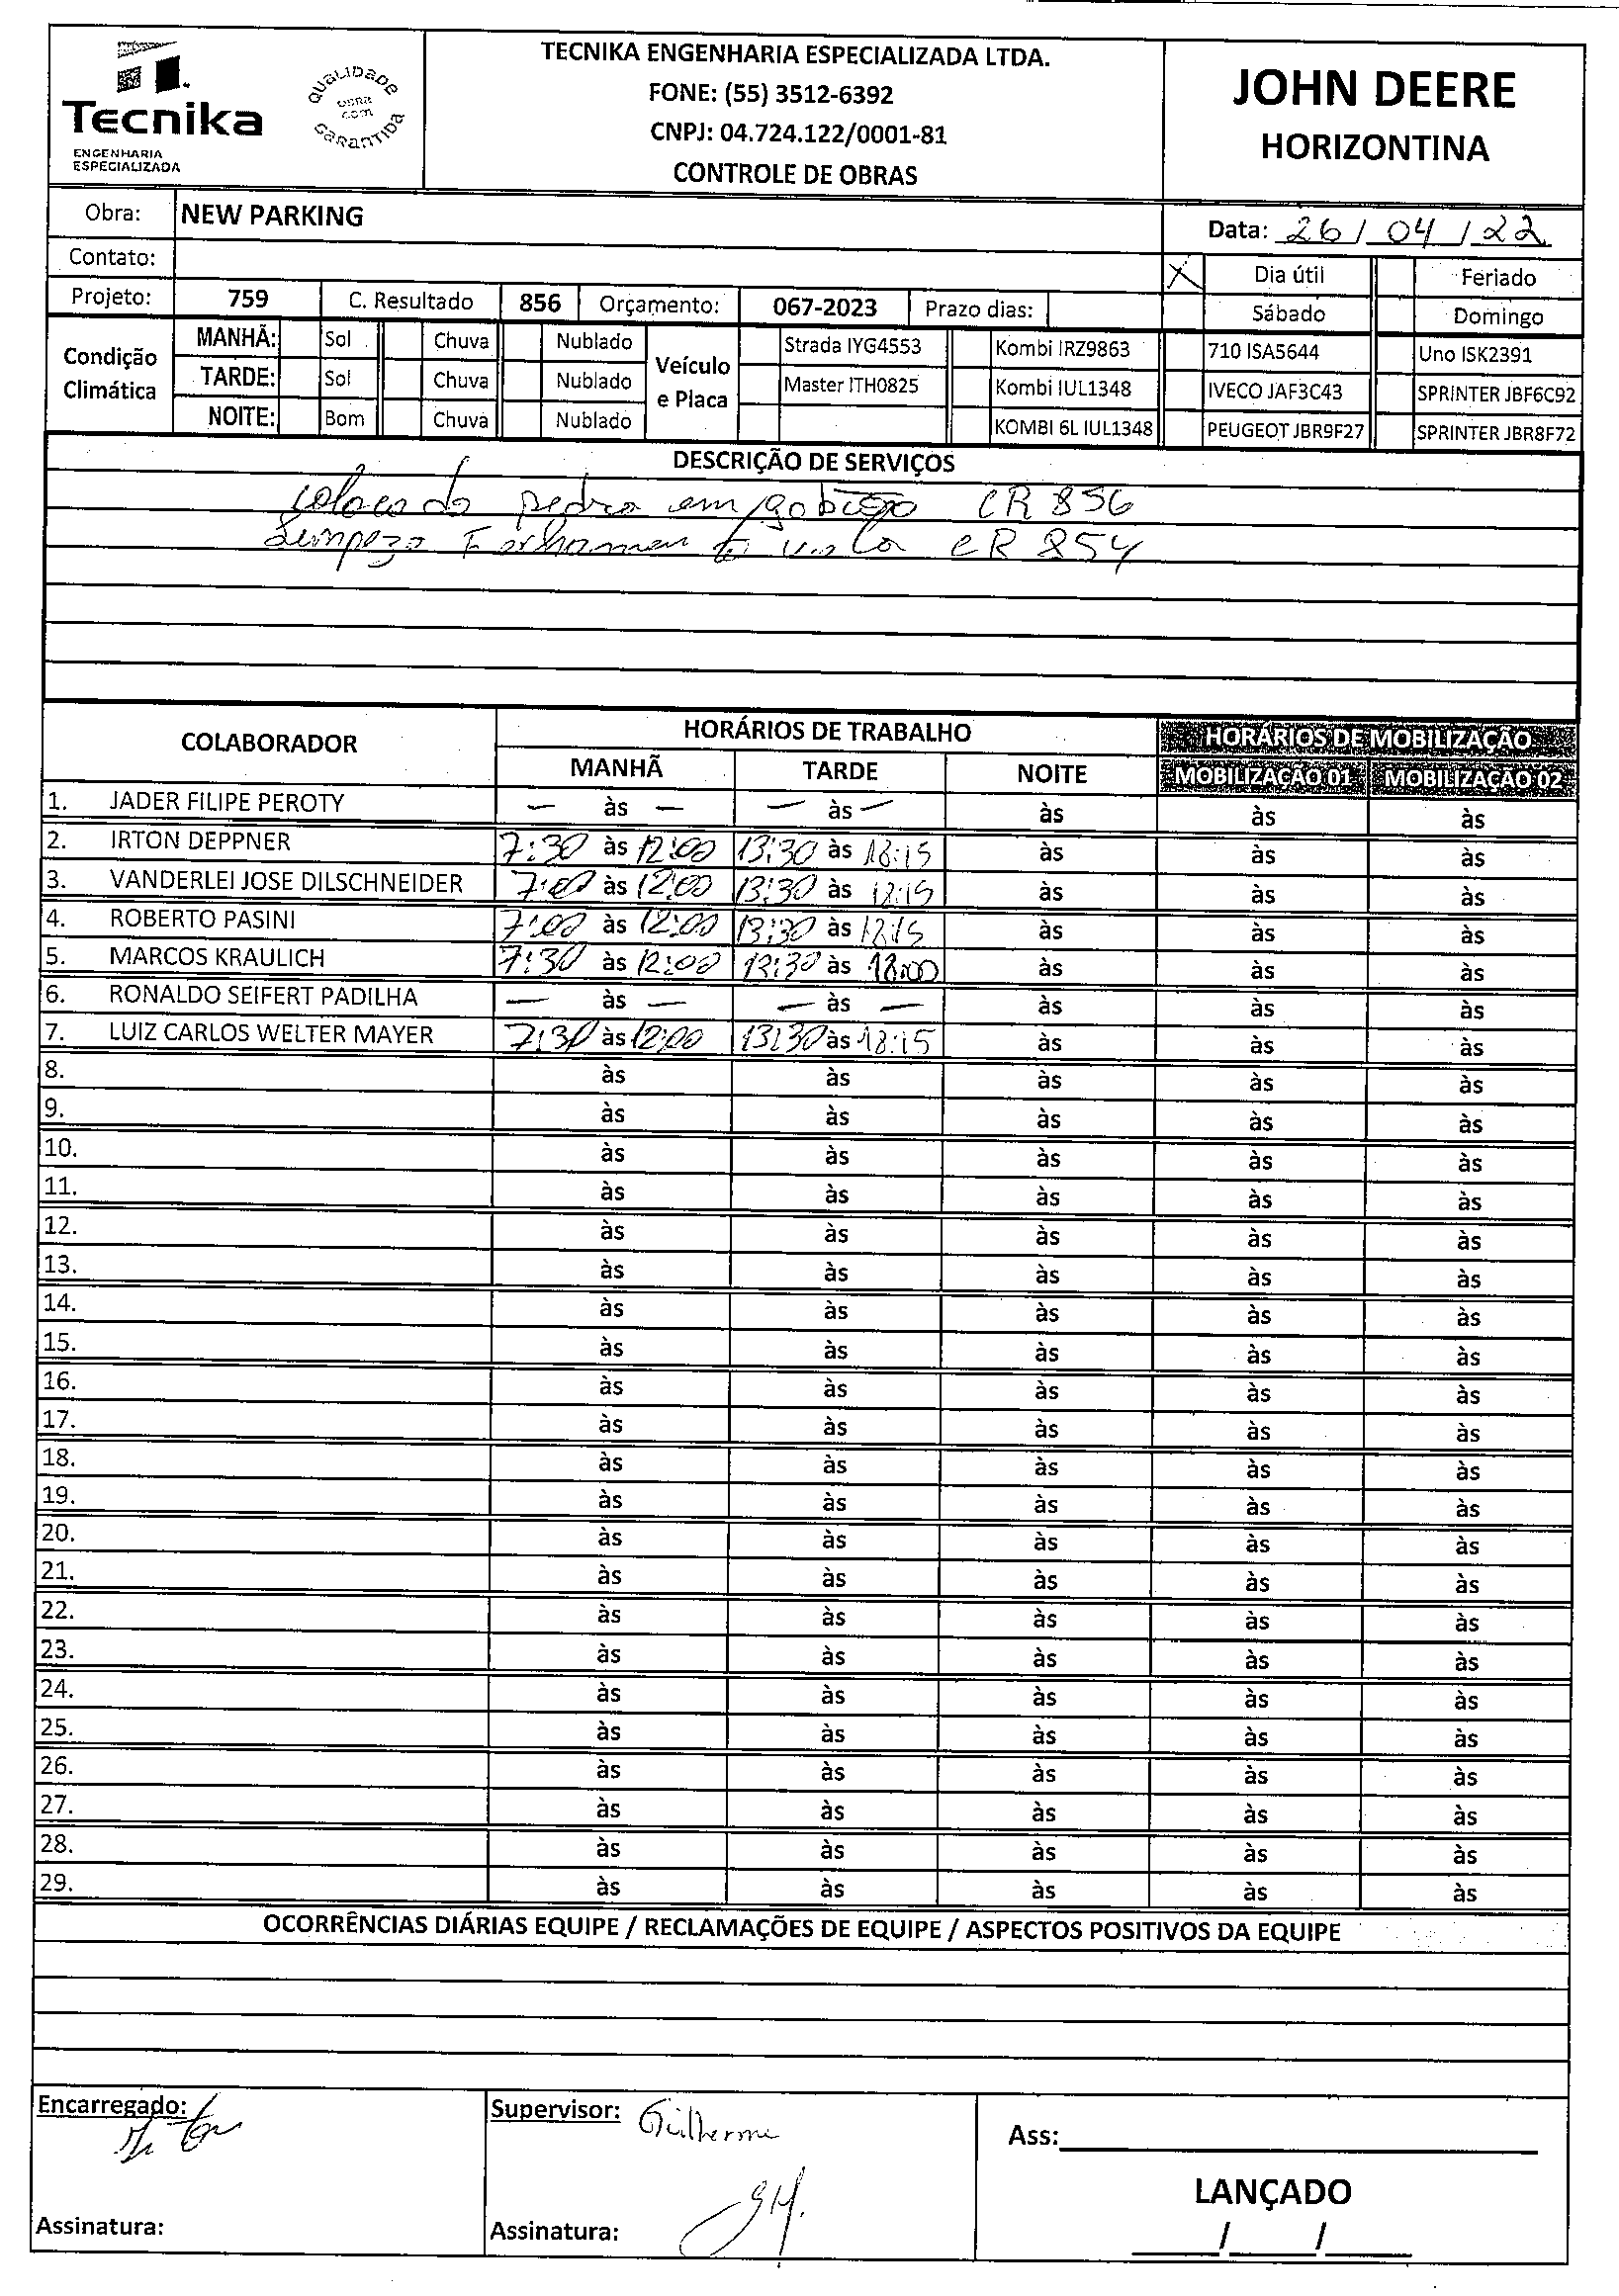 Tecnika
ENGENHARIA
ESPECIALIZADA
QUALIDADE
obra
com
GARANTIDA
TECNIKA ENGENHARIA ESPECIALIZADA LTDA.
FONE: (55) 3512-6392
CNPJ: 04.724.122/0001-81
CONTROLE DE OBRAS
JOHN DEERE
HORIZONTINA
Obra: NEW PARKING
Data: 26/04/22
Contato:
X Dia útil Feriado
Projeto: 759 C. Resultado 856 Orçamento: 067-2023 Prazo dias:
Sábado Domingo
Condição Climática
MANHÃ: Sol Chuva Nublado
TARDE: Sol Chuva Nublado
NOITE: Bom Chuva Nublado
Veículo e Placa
Strada IYG4553 Kombi IRZ9863 710 ISA5644 Uno ISK2391
Master ITH0825 Kombi IUL1348 IVECO JAF3C43 SPRINTER JBF6C92
KOMBI 6L IUL1348 PEUGEOT JBR9F27 SPRINTER JBR8F72
DESCRIÇÃO DE SERVIÇOS
pedra em CR 856
CR 854
COLABORADOR HORÁRIOS DE TRABALHO HORÁRIOS DE MOBILIZAÇÃO
MANHÃ TARDE NOITE MOBILIZAÇÃO 01 MOBILIZAÇÃO 02
1. JADER FILIPE PEROTY — às — — às — às às às
2. IRTON DEPPNER 7:30 às 12:00 13:30 às 18:15 às às às
3. VANDERLEI JOSE DILSCHNEIDER 7:00 às 12:00 13:30 às 18:15 às às às
4. ROBERTO PASINI 7:00 às 12:00 13:30 às 18:15 às às às
5. MARCOS KRAULICH 7:30 às 12:00 13:30 às 18:00 às às às
6. RONALDO SEIFERT PADILHA — às — — às — às às às
7. LUIZ CARLOS WELTER MAYER 7:30 às 12:00 13:30 às 18:15 às às às
8. às às às às às
9. às às às às às
10. às às às às às
11. às às às às às
12. às às às às às
13. às às às às às
14. às às às às às
15. às às às às às
16. às às às às às
17. às às às às às
18. às às às às às
19. às às às às às
20. às às às às às
21. às às às às às
22. às às às às às
23. às às às às às
24. às às às às às
25. às às às às às
26. às às às às às
27. às às às às às
28. às às às às às
29. às às às às às
OCORRÊNCIAS DIÁRIAS EQUIPE / RECLAMAÇÕES DE EQUIPE / ASPECTOS POSITIVOS DA EQUIPE
Encarregado:
Supervisor: Guilherme
Ass:
LANÇADO
Assinatura:
Assinatura: GH.
___/___/___